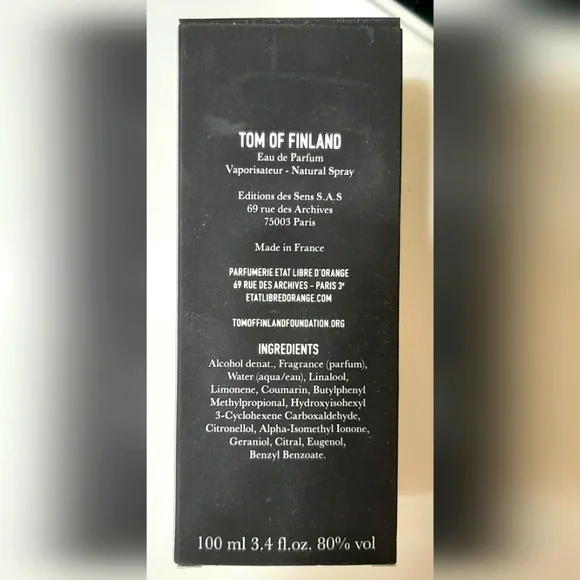 TOM OF FINLAND
Eau de Parfum
Vaporisateur - Natural Spray
Editions des Sens S.A.S
69 rue des Archives
75003 Paris
Made in France
PARFUMERIE ETAT LIBRE D'ORANGE
69 RUE DES ARCHIVES - PARIS 3ᵉ
ETATLIBREDORANGE.COM
TOMOFFINLANDFOUNDATION.ORG
INGREDIENTS
Alcohol denat., Fragrance (parfum),
Water (aqua/eau), Linalool,
Limonene, Coumarin, Butylphenyl
Methylpropional, Hydroxyisohexyl
3-Cyclohexene Carboxaldehyde,
Citronellol, Alpha-Isomethyl Ionone,
Geraniol, Citral, Eugenol,
Benzyl Benzoate.
100 ml 3.4 fl.oz. 80% vol